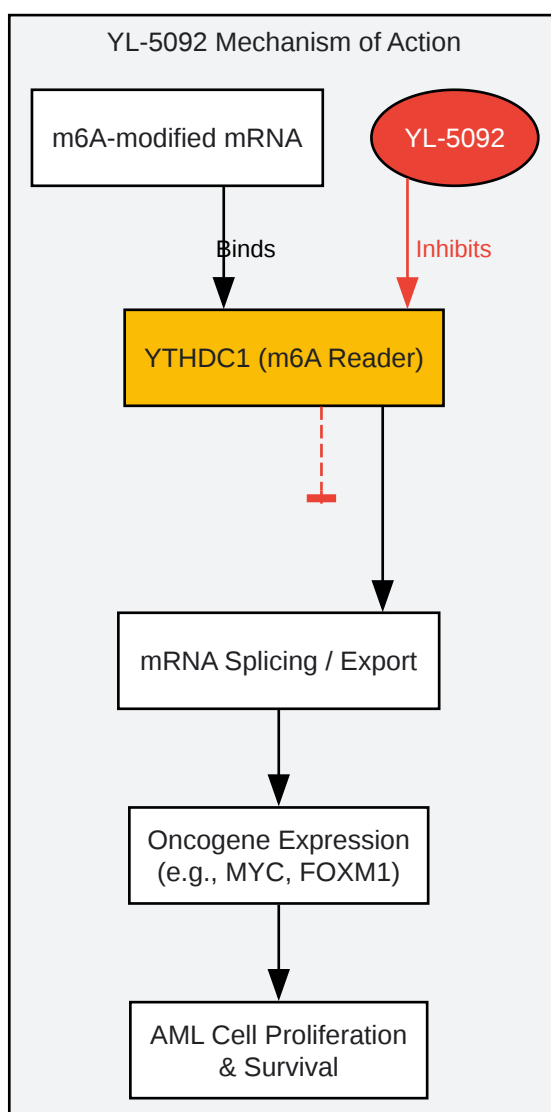 YL-5092 Mechanism of Action
m6A-modified mRNA
YL-5092
Binds
Inhibits
YTHDC1 (m6A Reader)
mRNA Splicing / Export
Oncogene Expression
(e.g., MYC, FOXM1)
AML Cell Proliferation
& Survival